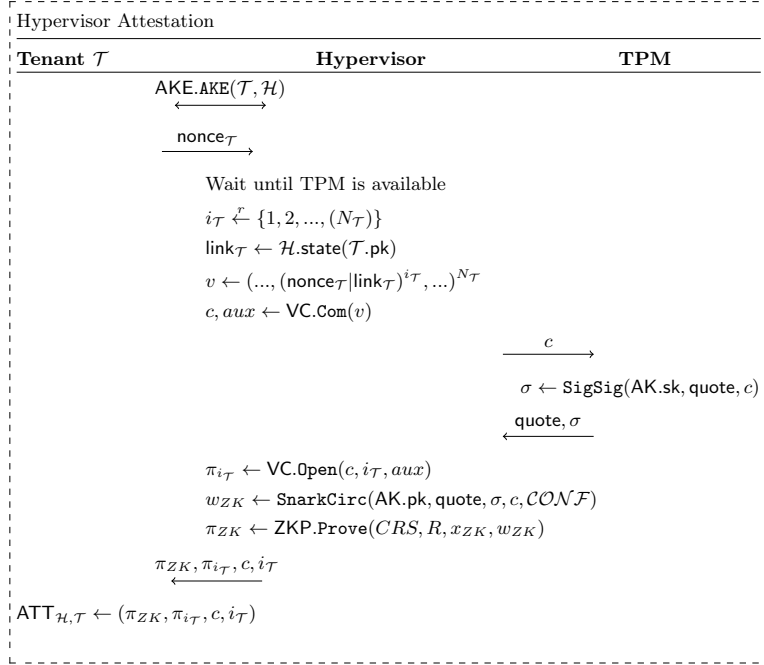 Hypervisor Attestation
Tenant 𝒯 Hypervisor TPM
AKE.AKE(𝒯, ℋ)
nonce_𝒯
Wait until TPM is available
i_𝒯 ←^r {1, 2, ..., (N_𝒯)}
link_𝒯 ← ℋ.state(𝒯.pk)
v ← (..., (nonce_𝒯|link_𝒯)^{i_𝒯}, ...)^{N_𝒯}
c, aux ← VC.Com(v)
c
σ ← SigSig(AK.sk, quote, c)
quote, σ
π_{i_𝒯} ← VC.Open(c, i_𝒯, aux)
w_{ZK} ← SnarkCirc(AK.pk, quote, σ, c, 𝒞𝒪𝒩ℱ)
π_{ZK} ← ZKP.Prove(CRS, R, x_{ZK}, w_{ZK})
π_{ZK}, π_{i_𝒯}, c, i_𝒯
ATT_{ℋ,𝒯} ← (π_{ZK}, π_{i_𝒯}, c, i_𝒯)